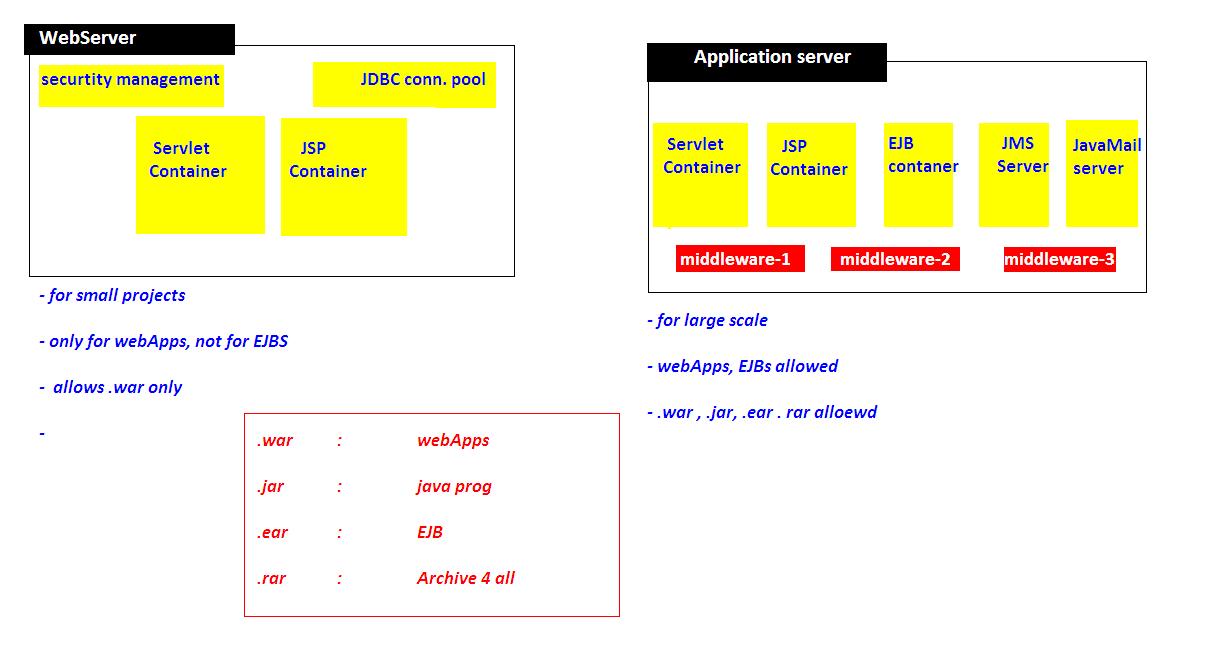 WebServer
securtity management
JDBC conn. pool
Servlet
Container
JSP
Container
- for small projects
- only for webApps, not for EJBS
- allows .war only
-
.war : webApps
.jar : java prog
.ear : EJB
.rar : Archive 4 all
Application server
Servlet
Container
JSP
Container
EJB
contaner
JMS
Server
JavaMail
server
middleware-1
middleware-2
middleware-3
- for large scale
- webApps, EJBs allowed
- .war , .jar, .ear . rar alloewd